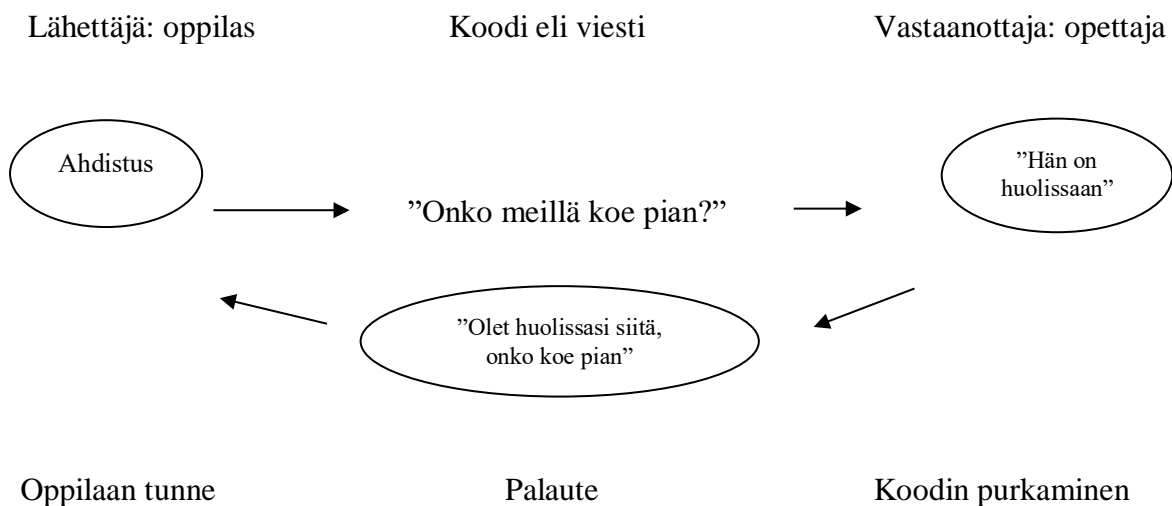 Lähettäjä: oppilas
Koodi eli viesti
Vastaanottaja: opettaja
Ahdistus
”Onko meillä koe pian?”
”Hän on
huolissaan”
”Olet huolissasi siitä,
onko koe pian”
Oppilaan tunne
Palaute
Koodin purkaminen